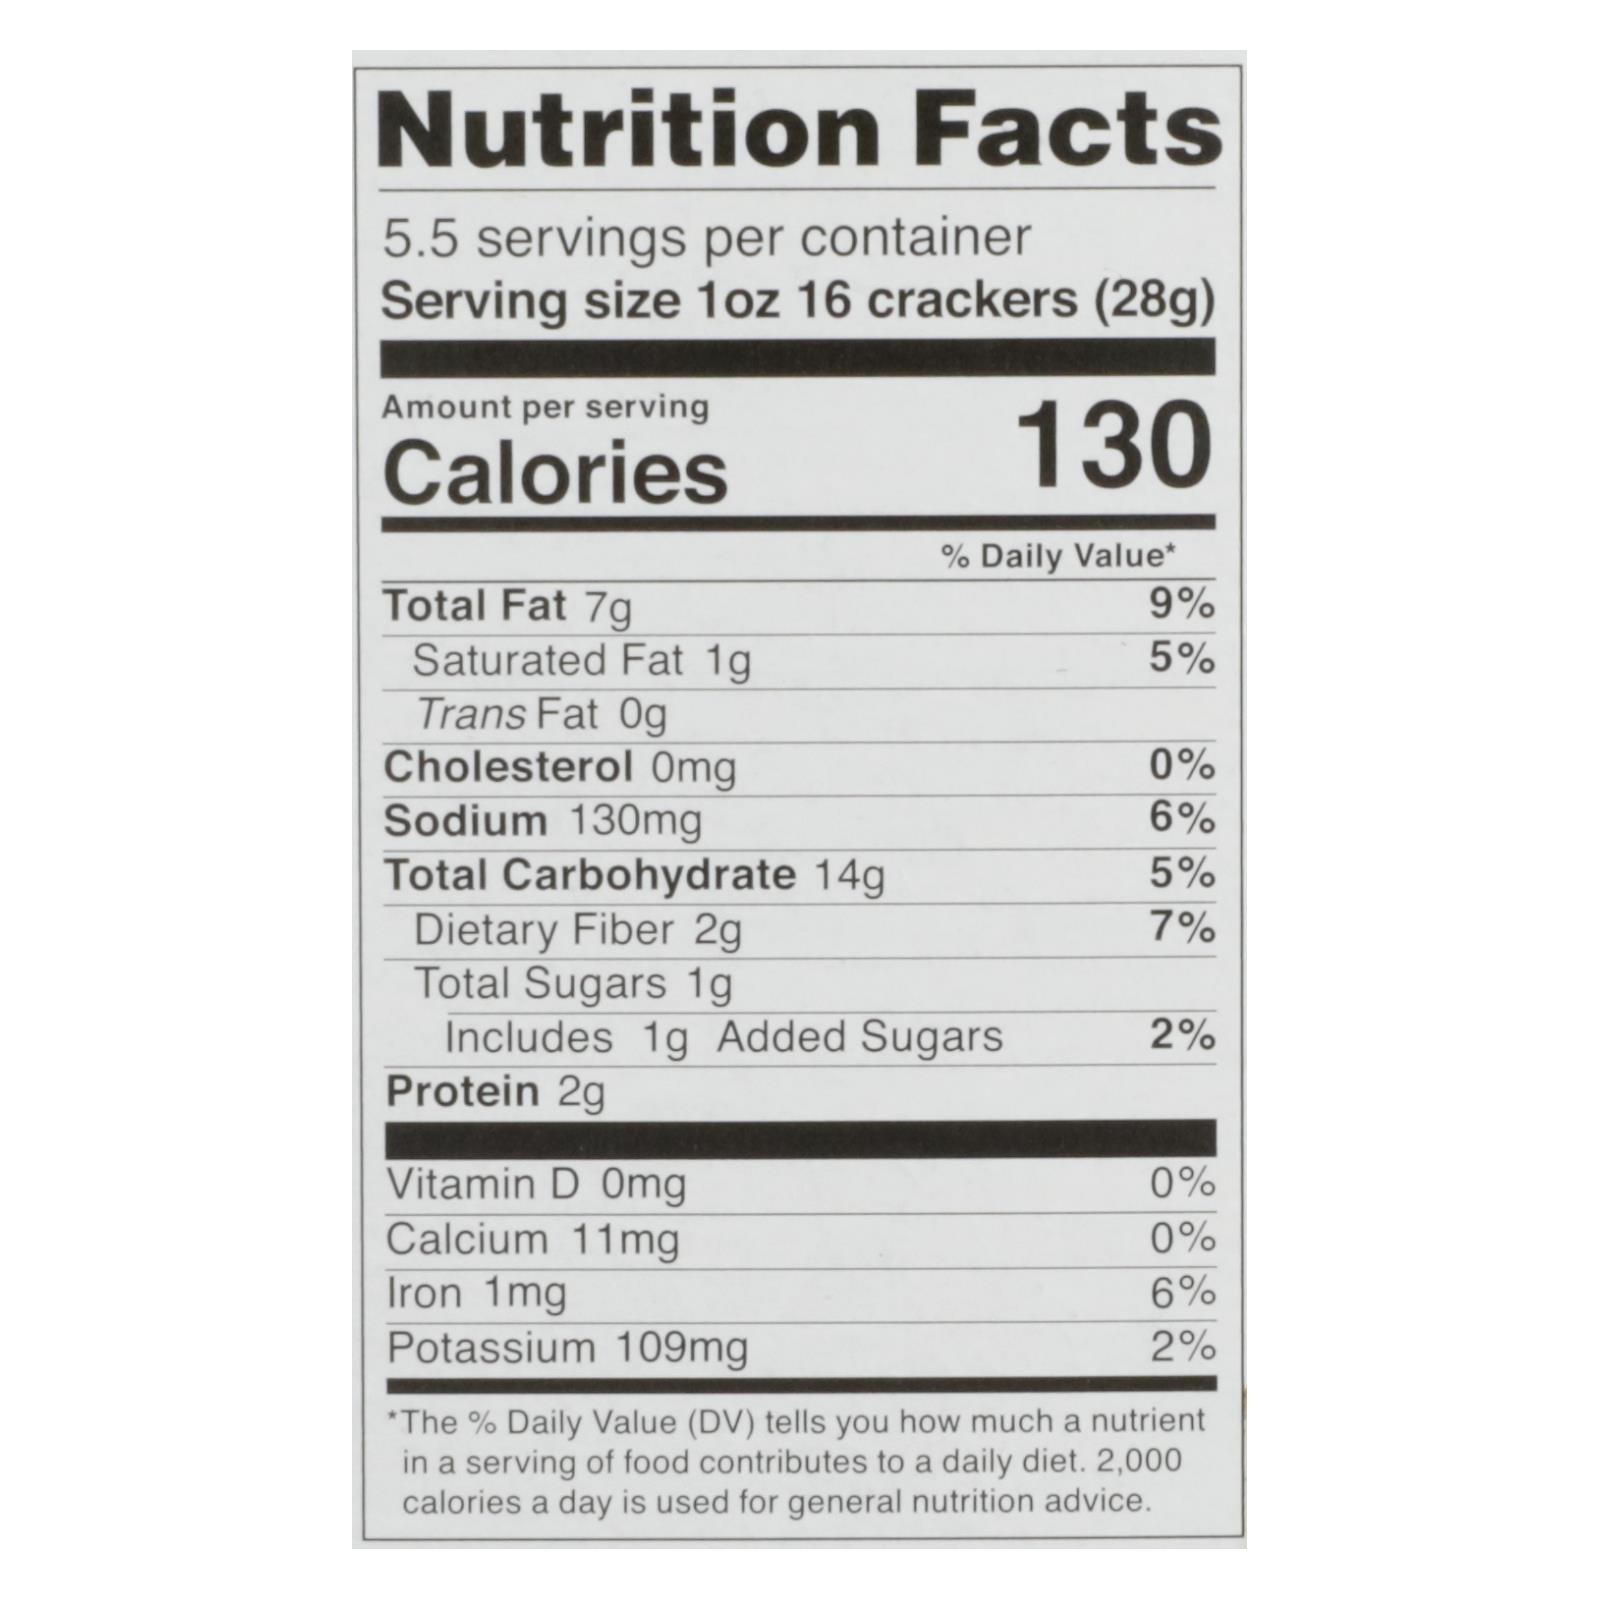 Nutrition Facts
5.5 servings per container
Serving size 1oz 16 crackers (28g)
Amount per serving
Calories 130
% Daily Value*
Total Fat 7g 9%
Saturated Fat 1g 5%
Trans Fat 0g
Cholesterol 0mg 0%
Sodium 130mg 6%
Total Carbohydrate 14g 5%
Dietary Fiber 2g 7%
Total Sugars 1g
Includes 1g Added Sugars 2%
Protein 2g
Vitamin D 0mg 0%
Calcium 11mg 0%
Iron 1mg 6%
Potassium 109mg 2%
*The % Daily Value (DV) tells you how much a nutrient
in a serving of food contributes to a daily diet. 2,000
calories a day is used for general nutrition advice.